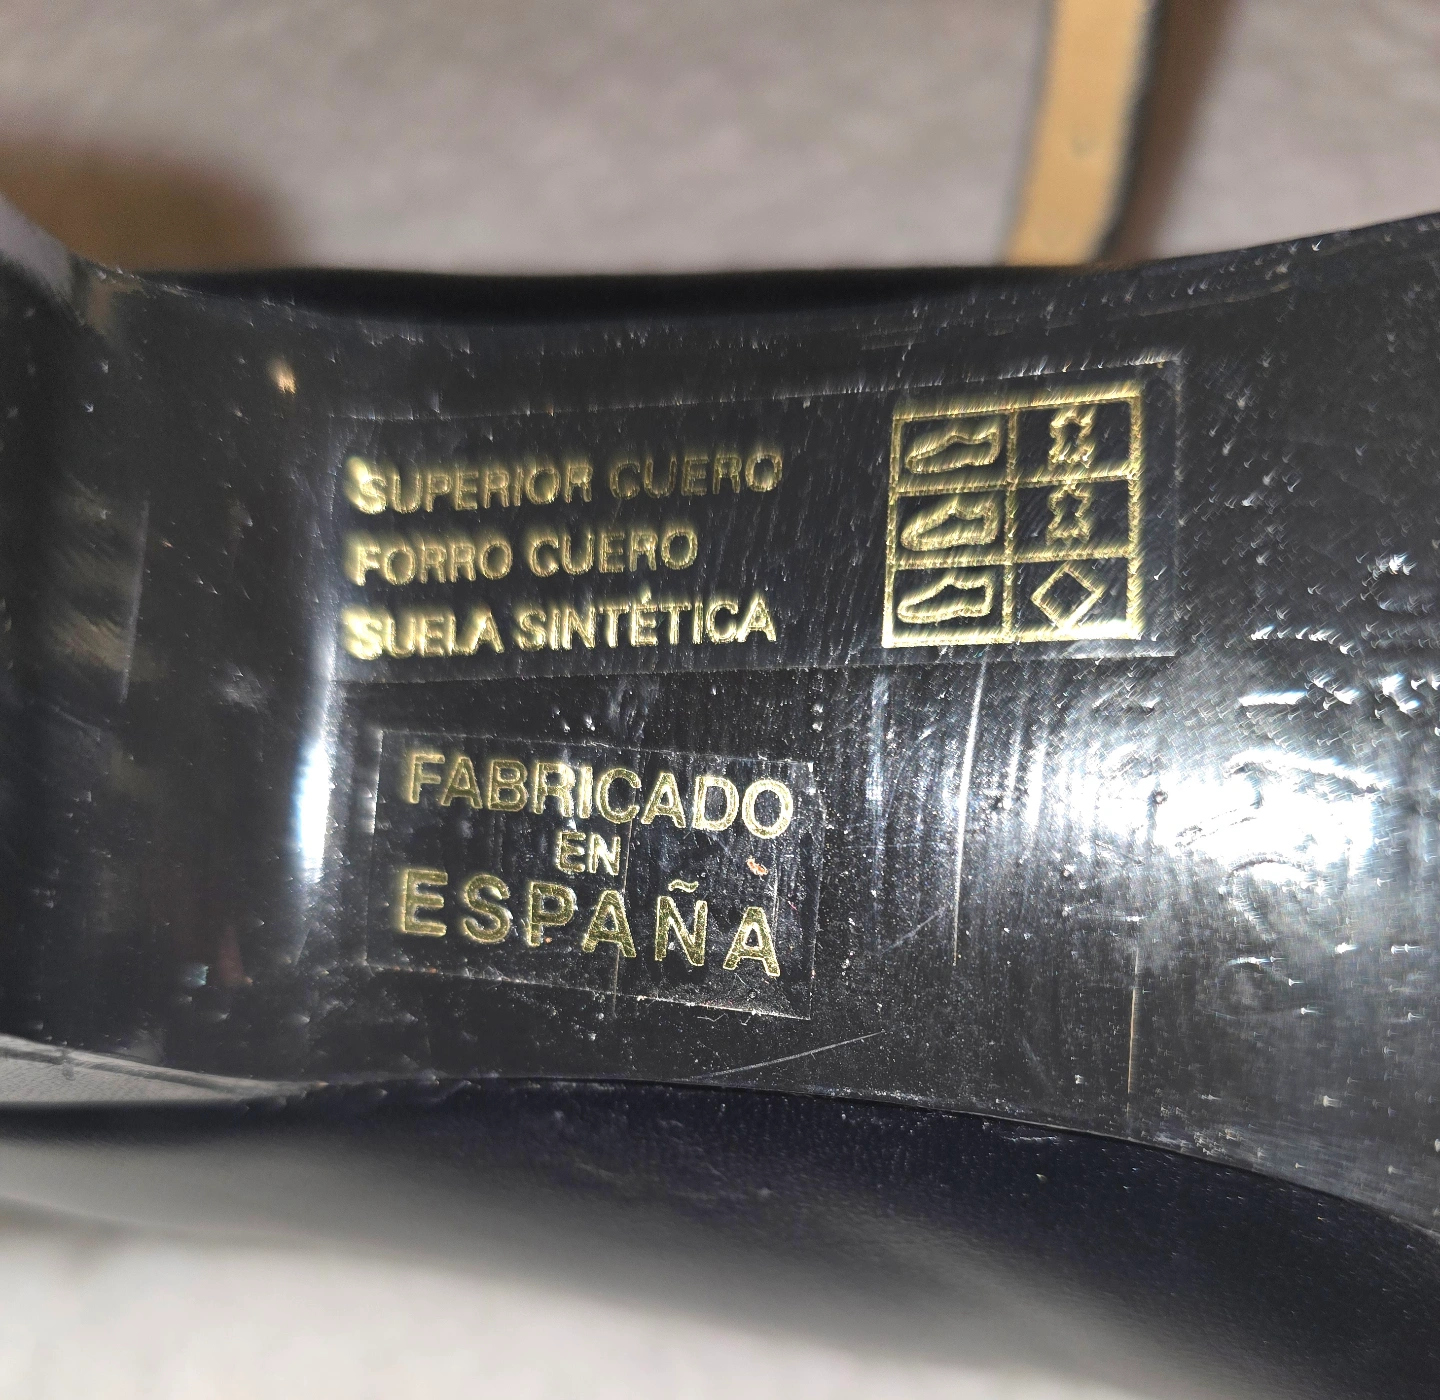 SUPERIOR CUERO
FORRO CUERO
SUELA SINTÉTICA
FABRICADO
EN
ESPAÑA